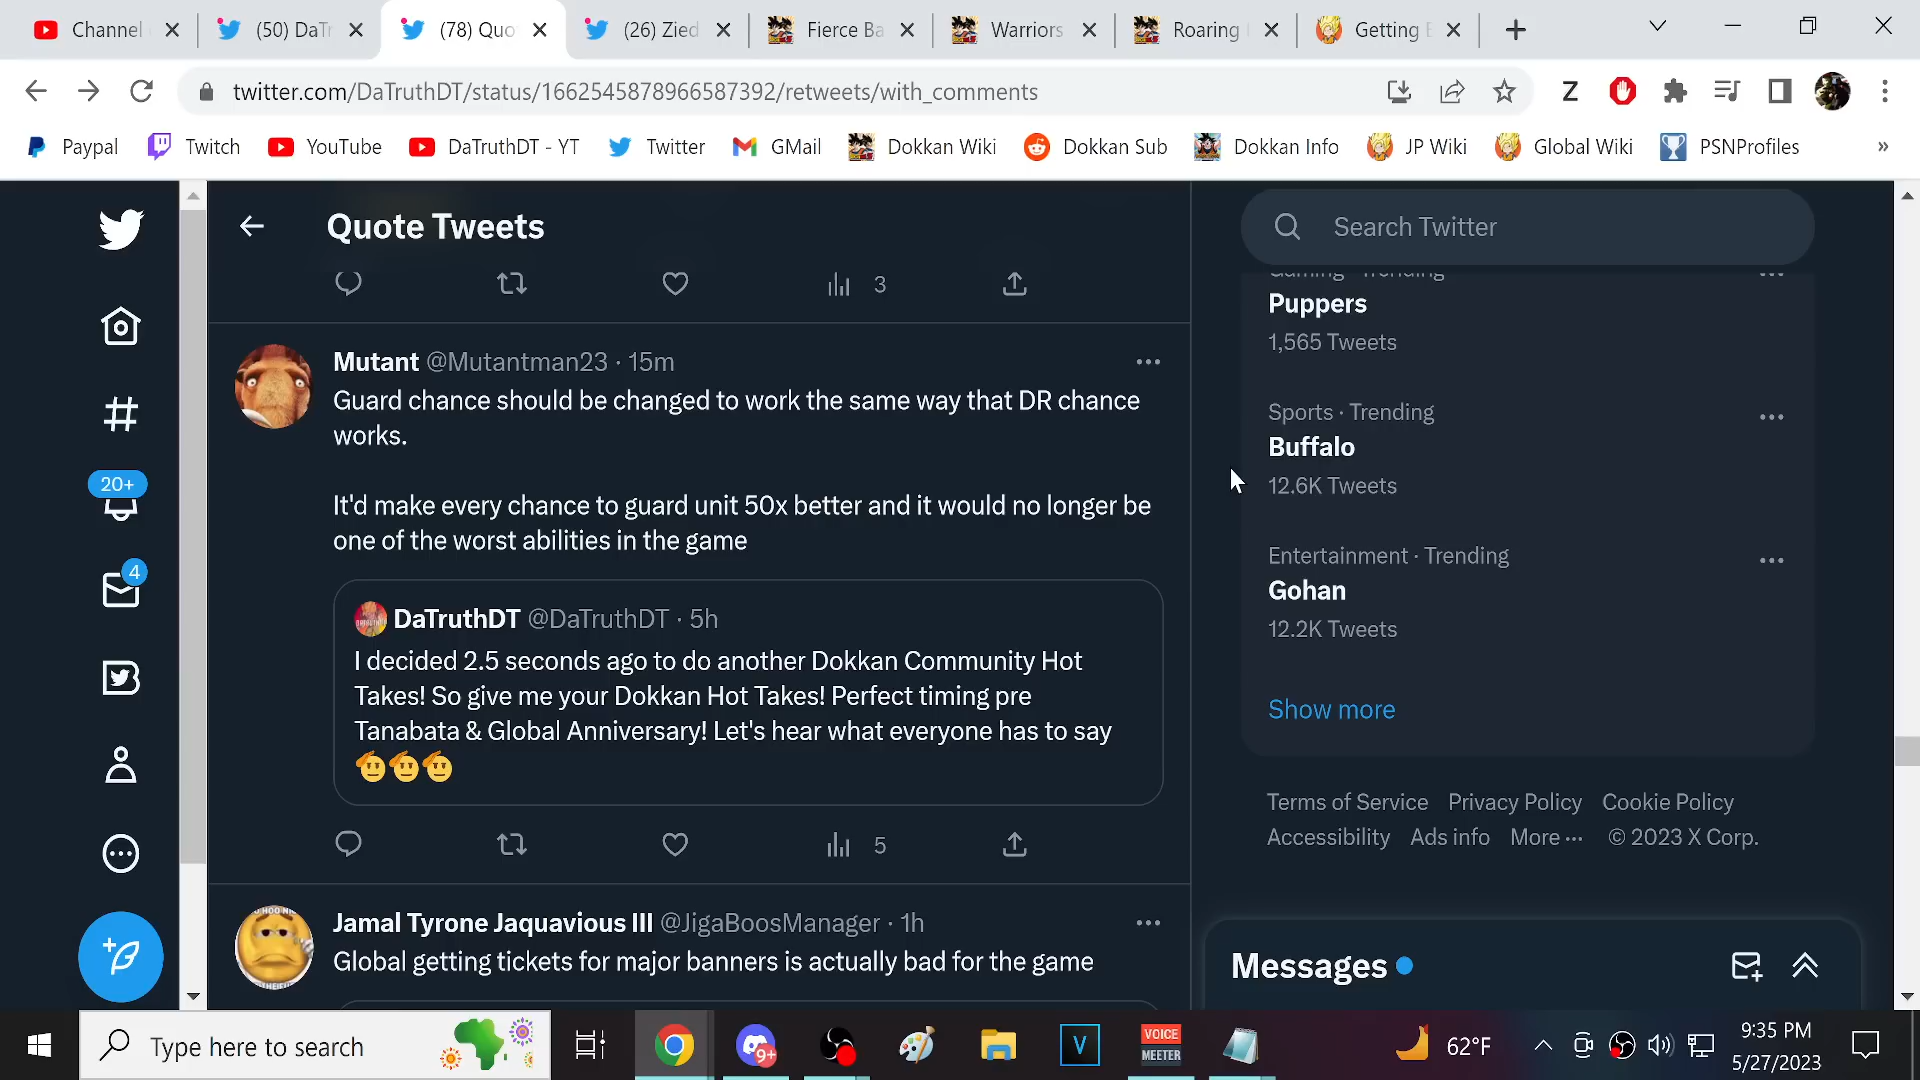 Channel
(50) DaTr
(78) Quo
(26) Zied
Fierce Ba
Warriors
Roaring
Getting
twitter.com/DaTruthDT/status/1662545878966587392/retweets/with_comments
Paypal
Twitch
YouTube
DaTruthDT - YT
Twitter
GMail
Dokkan Wiki
Dokkan Sub
Dokkan Info
JP Wiki
Global Wiki
PSNProfiles
»
Quote Tweets
Search Twitter
3
Gaming · Trending
Puppers
1,565 Tweets
Mutant @Mutantman23 · 15m
Guard chance should be changed to work the same way that DR chance
works.
It'd make every chance to guard unit 50x better and it would no longer be
one of the worst abilities in the game
Sports · Trending
Buffalo
12.6K Tweets
Entertainment · Trending
Gohan
12.2K Tweets
Show more
20+
4
DaTruthDT @DaTruthDT · 5h
I decided 2.5 seconds ago to do another Dokkan Community Hot
Takes! So give me your Dokkan Hot Takes! Perfect timing pre
Tanabata & Global Anniversary! Let's hear what everyone has to say
5
Terms of Service Privacy Policy Cookie Policy
Accessibility Ads info More ··· © 2023 X Corp.
Jamal Tyrone Jaquavious III @JigaBoosManager · 1h
Global getting tickets for major banners is actually bad for the game
Messages
Type here to search
9+
V
VOICE
MEETER
62°F
9:35 PM
5/27/2023